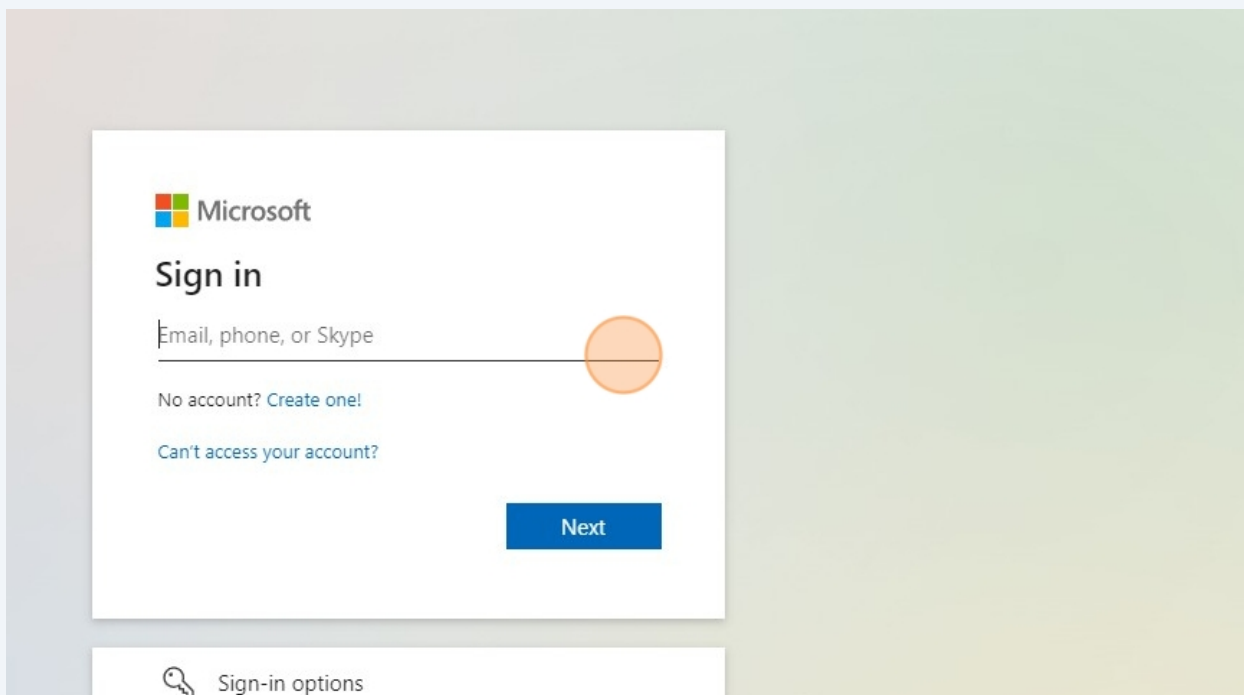 Microsoft
Sign in
Email, phone, or Skype
No account? Create one!
Can't access your account?
Next
Sign-in options